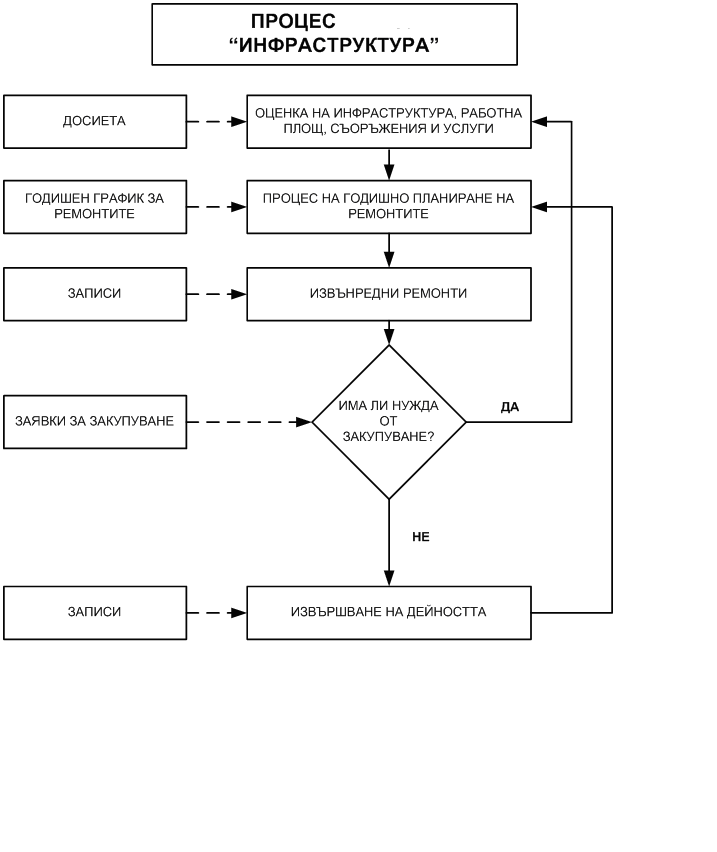 ПРОЦЕС
“ИНФРАСТРУКТУРА”
ДОСИЕТА
ОЦЕНКА НА ИНФРАСТРУКТУРА, РАБОТНА
ПЛОЩ, СЪОРЪЖЕНИЯ И УСЛУГИ
ГОДИШЕН ГРАФИК ЗА
РЕМОНТИТЕ
ПРОЦЕС НА ГОДИШНО ПЛАНИРАНЕ НА
РЕМОНТИТЕ
ЗАПИСИ
ИЗВЪНРЕДНИ РЕМОНТИ
ЗАЯВКИ ЗА ЗАКУПУВАНЕ
ИМА ЛИ НУЖДА
ОТ
ЗАКУПУВАНЕ?
ДА
НЕ
ЗАПИСИ
ИЗВЪРШВАНЕ НА ДЕЙНОСТТА